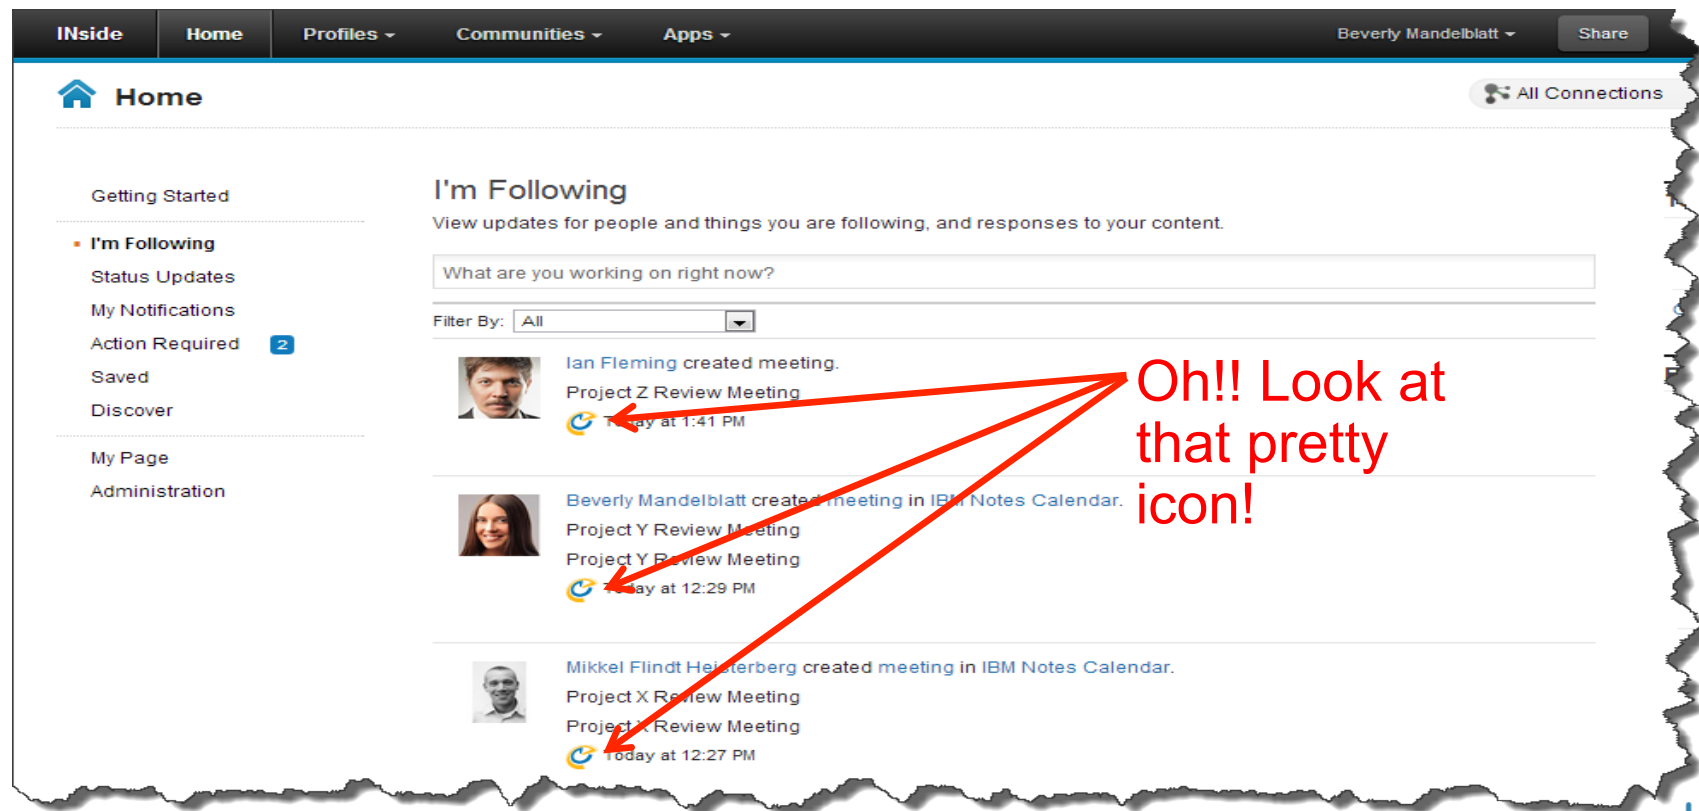 INside Home Profiles Communities Apps Beverly Mandelblatt Share
Home
All Connections
Getting Started
I'm Following
Status Updates
My Notifications
Action Required 2
Saved
Discover
My Page
Administration
I'm Following
View updates for people and things you are following, and responses to your content.
What are you working on right now?
Filter By: All
Ian Fleming created meeting.
Project Z Review Meeting
Today at 1:41 PM
Beverly Mandelblatt created meeting in IBM Notes Calendar.
Project Y Review Meeting
Project Y Review Meeting
Today at 12:29 PM
Mikkel Flindt Heisterberg created meeting in IBM Notes Calendar.
Project X Review Meeting
Project X Review Meeting
Today at 12:27 PM
Oh!! Look at
that pretty
icon!